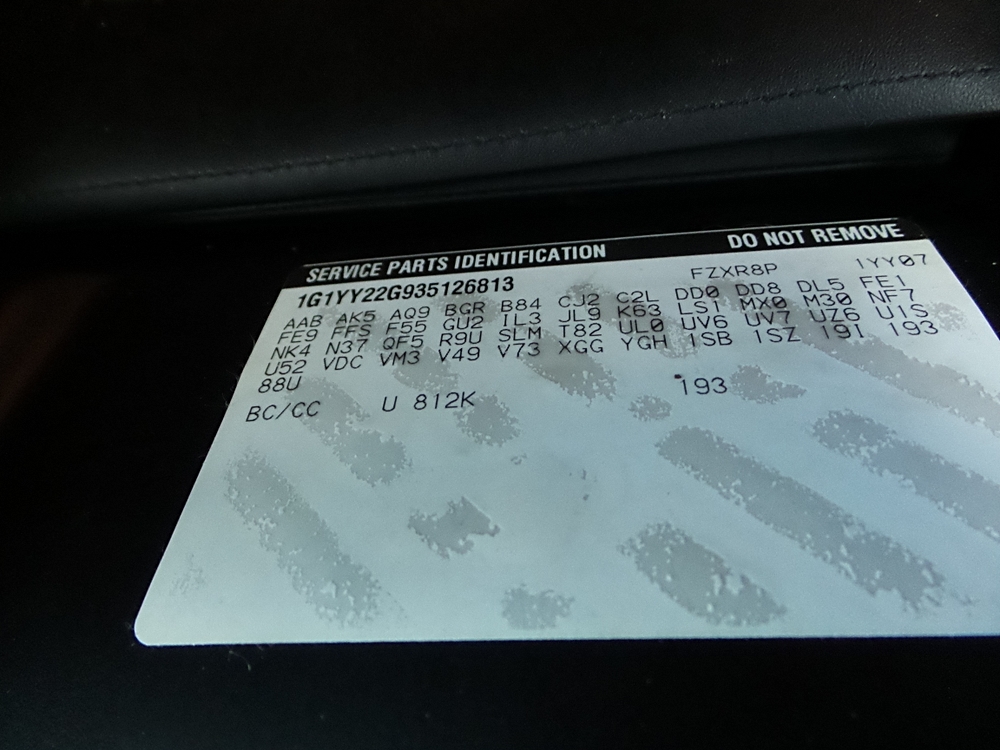 SERVICE PARTS IDENTIFICATION DO NOT REMOVE
1G1YY22G935126813 FZXR8P 1YY07
AAB AK5 AQ9 BGR B84 CJ2 C2L DD0 DD8 DL5 FE1
FE9 FFS F55 GU2 IL3 JL9 K63 LS1 MX0 M30 NF7
NK4 N37 QF5 R9U SLM T82 UL0 UV6 UV7 UZ6 U1S
U52 VDC VM3 V49 V73 XGG YGH 1SB 1SZ 19I 193
88U
BC/CC U 812K 193